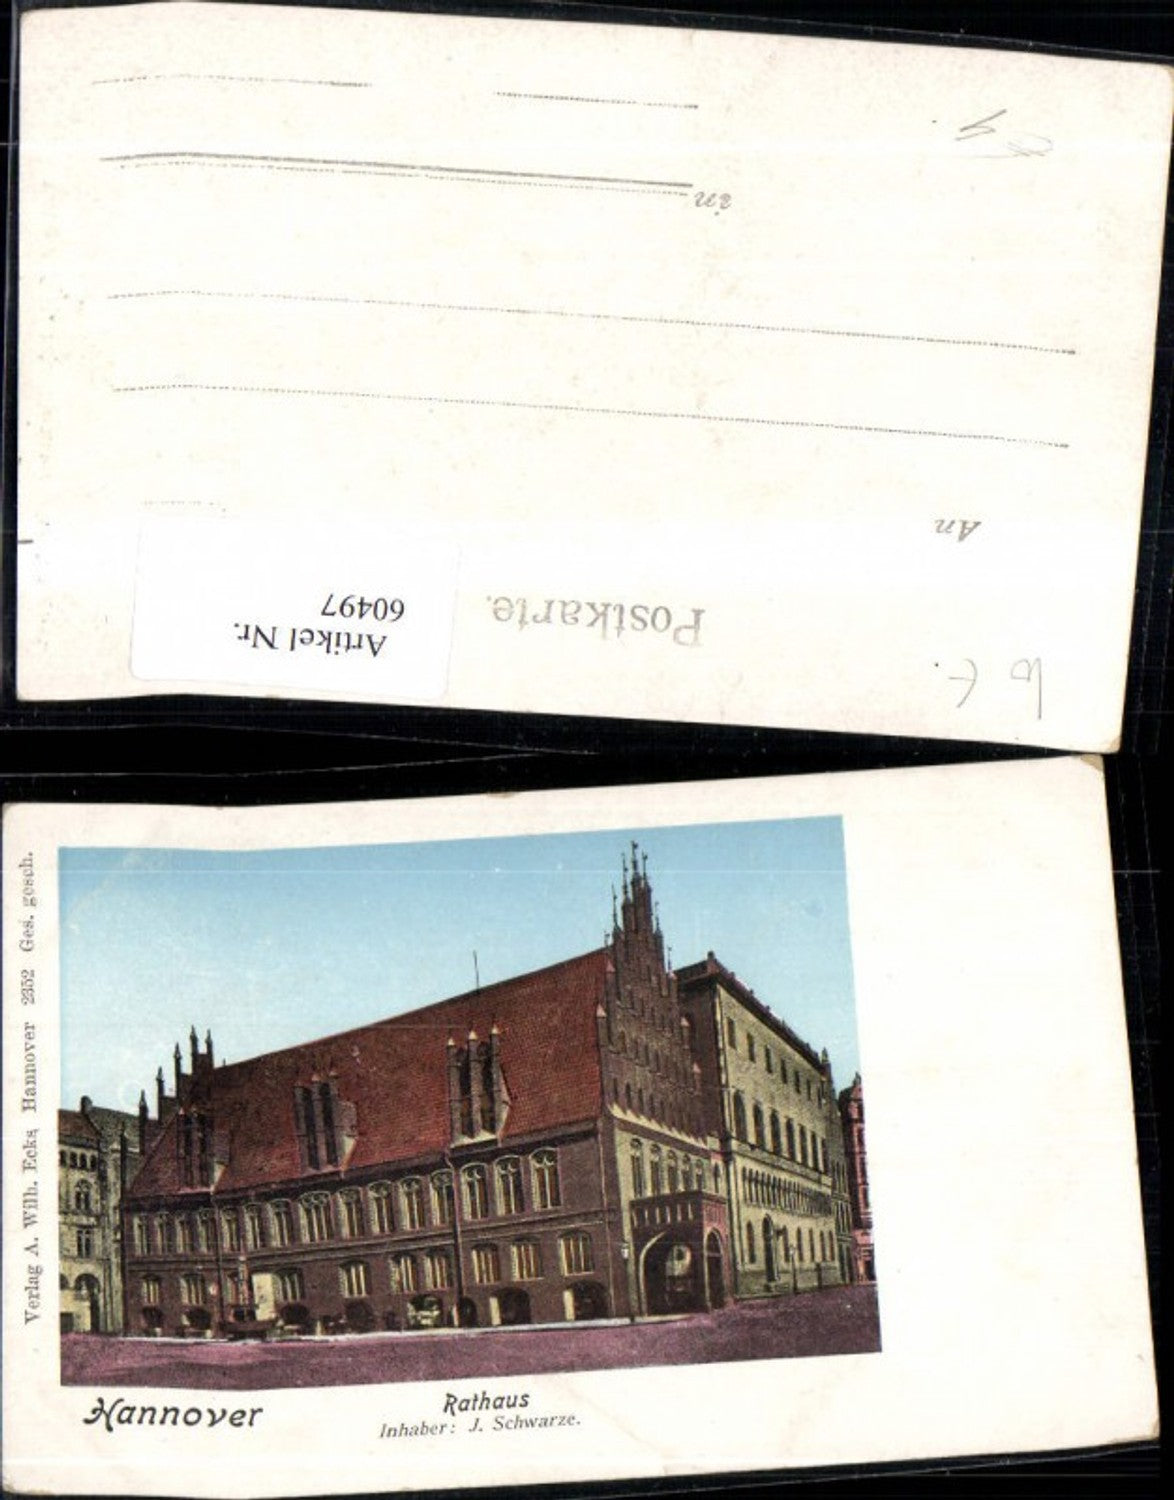 Postkarte.
Artikel Nr.
60497
An
in
Verlag A. Wilh. Ecks Hannover 2352 Ges. gesch.
Hannover
Rathaus
Inhaber: J. Schwarze.